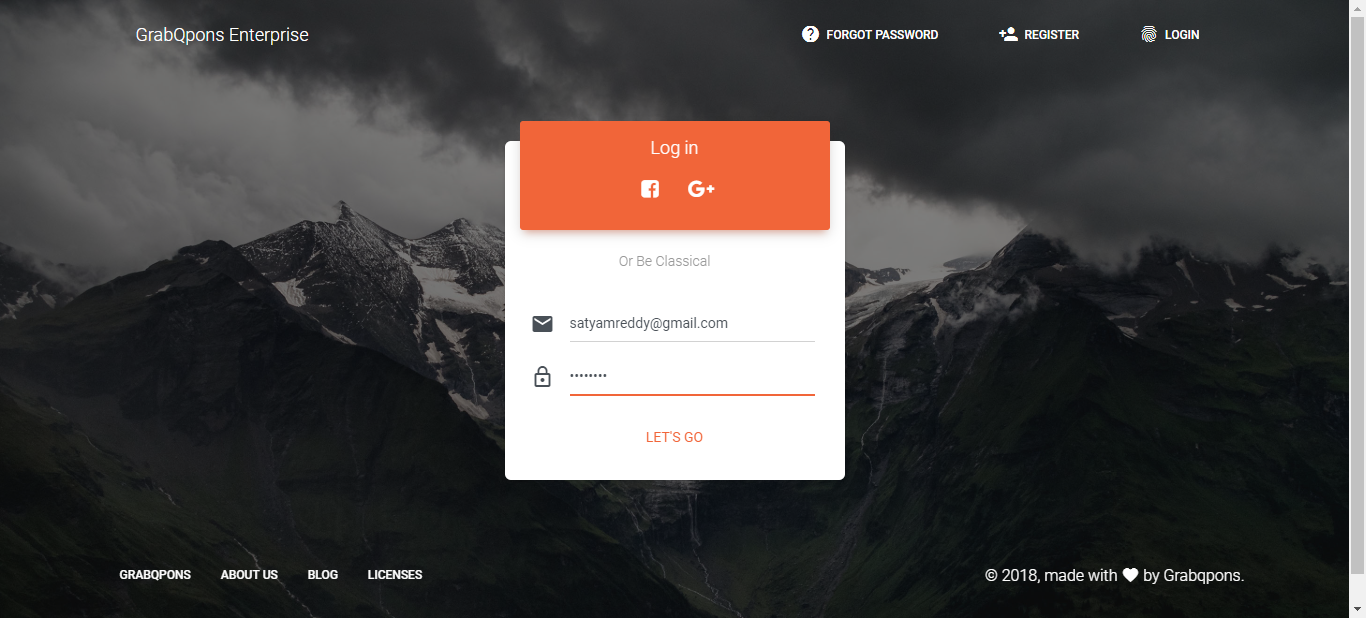 GrabQpons Enterprise
FORGOT PASSWORD
REGISTER
LOGIN
Log in
G+
Or Be Classical
satyamreddy@gmail.com
••••••••
LET'S GO
GRABQPONS
ABOUT US
BLOG
LICENSES
© 2018, made with ♥ by Grabqpons.